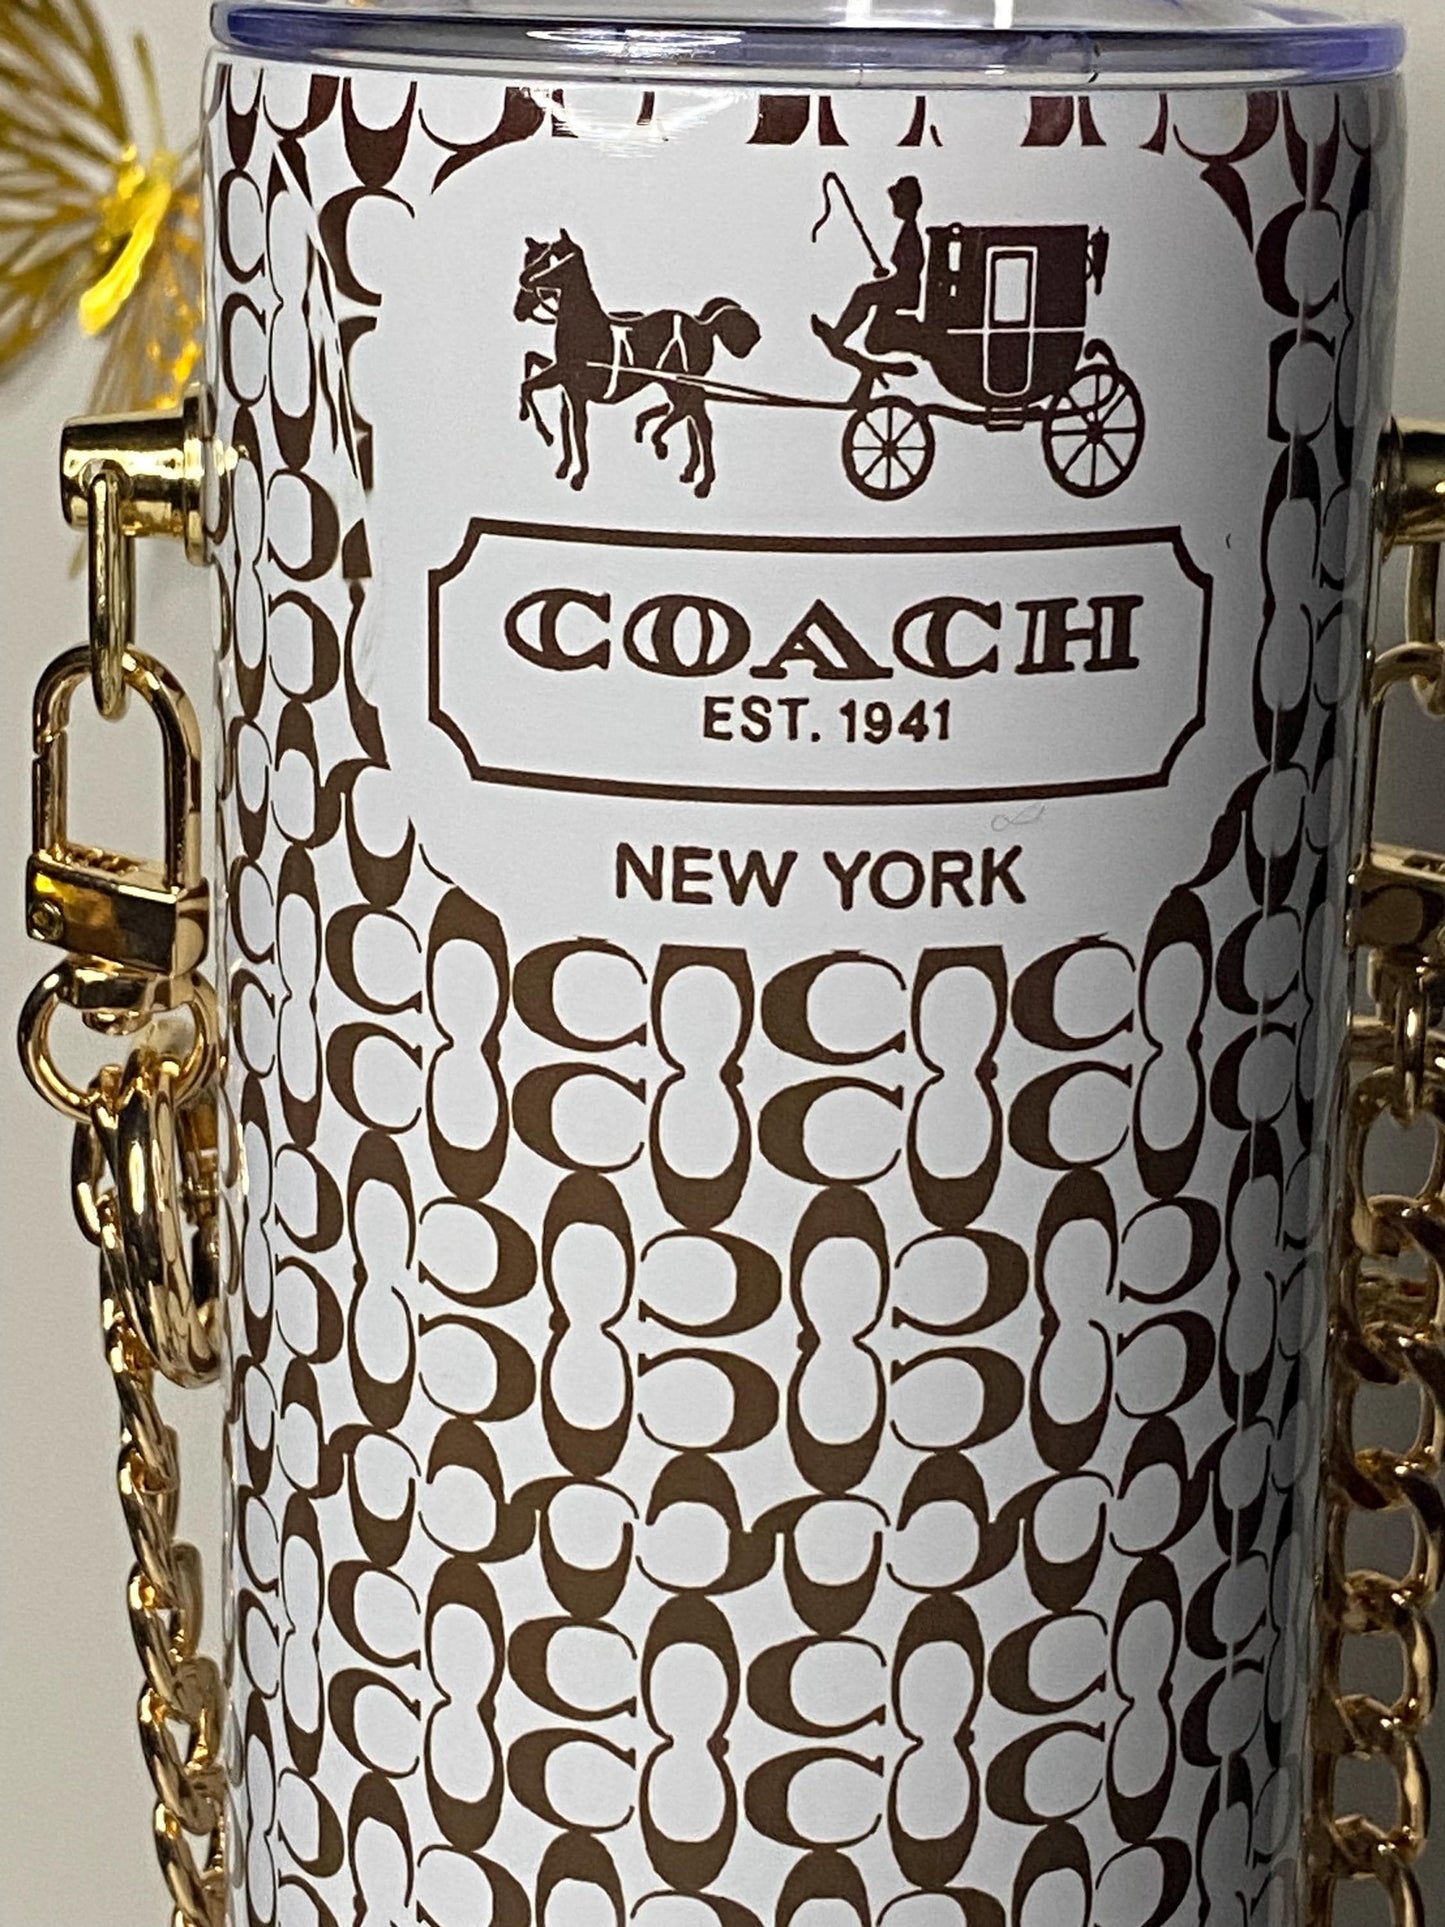 COACH
EST. 1941
NEW YORK